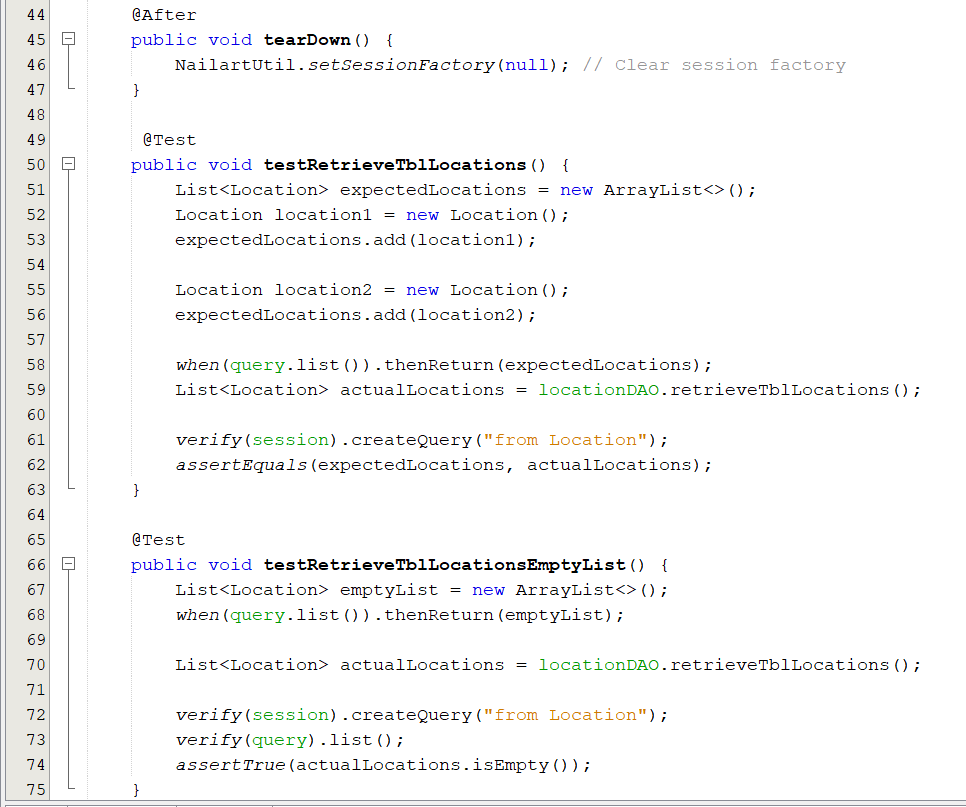 44 @After
45 public void tearDown() {
46 NailartUtil.setSessionFactory(null); // Clear session factory
47 }
48
49 @Test
50 public void testRetrieveTblLocations() {
51 List<Location> expectedLocations = new ArrayList<>();
52 Location location1 = new Location();
53 expectedLocations.add(location1);
54
55 Location location2 = new Location();
56 expectedLocations.add(location2);
57
58 when(query.list()).thenReturn(expectedLocations);
59 List<Location> actualLocations = locationDAO.retrieveTblLocations();
60
61 verify(session).createQuery("from Location");
62 assertEquals(expectedLocations, actualLocations);
63 }
64
65 @Test
66 public void testRetrieveTblLocationsEmptyList() {
67 List<Location> emptyList = new ArrayList<>();
68 when(query.list()).thenReturn(emptyList);
69
70 List<Location> actualLocations = locationDAO.retrieveTblLocations();
71
72 verify(session).createQuery("from Location");
73 verify(query).list();
74 assertTrue(actualLocations.isEmpty());
75 }